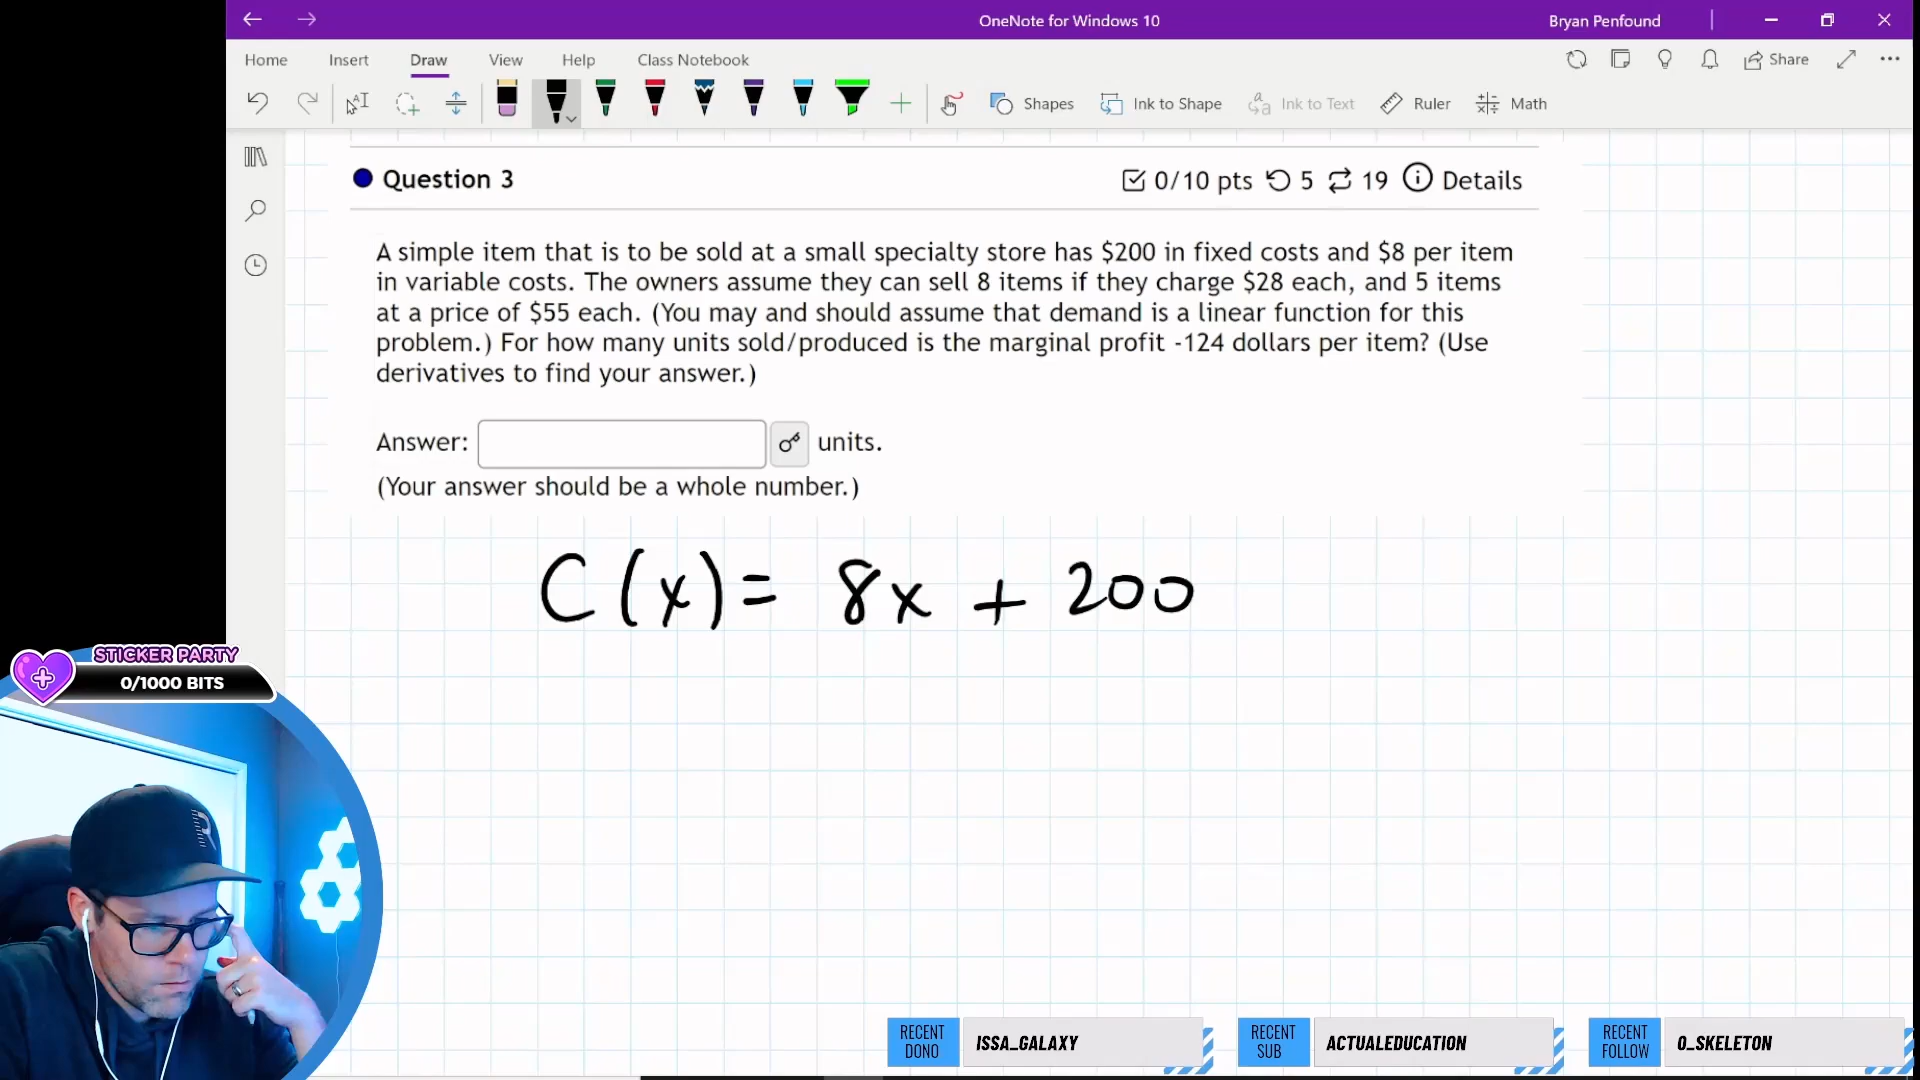 OneNote for Windows 10
Bryan Penfound
Home Insert Draw View Help Class Notebook
Share
Shapes Ink to Shape Ink to Text Ruler Math
Question 3
0/10 pts 5 19 Details
A simple item that is to be sold at a small specialty store has $200 in fixed costs and $8 per item
in variable costs. The owners assume they can sell 8 items if they charge $28 each, and 5 items
at a price of $55 each. (You may and should assume that demand is a linear function for this
problem.) For how many units sold/produced is the marginal profit -124 dollars per item? (Use
derivatives to find your answer.)
Answer: units.
(Your answer should be a whole number.)
C(x) = 8x + 200
STICKER PARTY
0/1000 BITS
RECENT DONO ISSA_GALAXY
RECENT SUB ACTUALEDUCATION
RECENT FOLLOW O_SKELETON